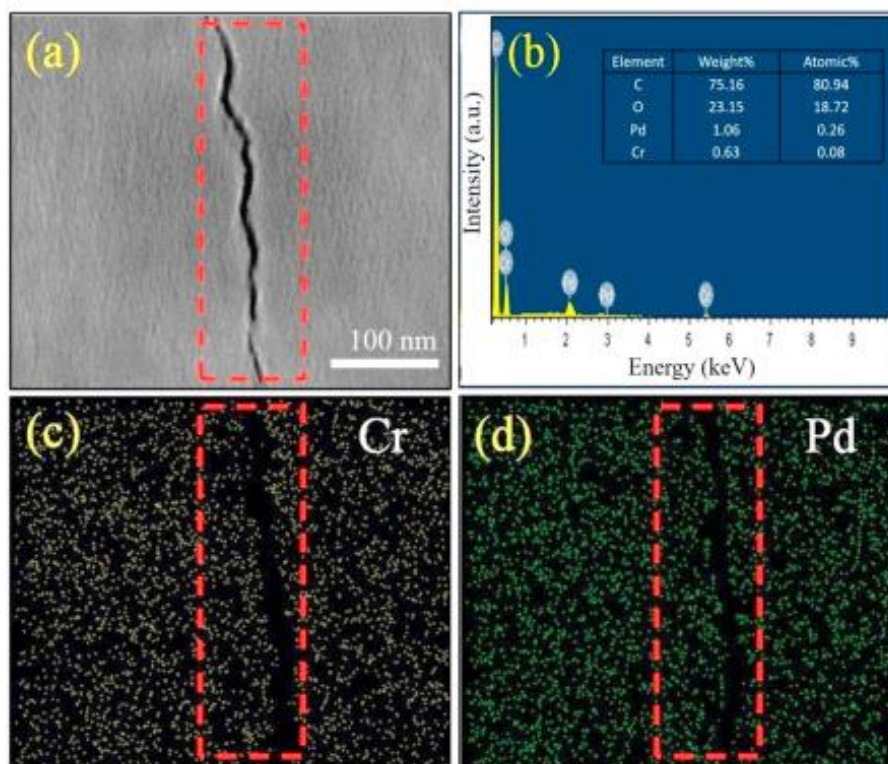 (a)
100 nm
(b)
Element Weight% Atomic%
C 75.16 80.94
O 23.15 18.72
Pd 1.06 0.26
Cr 0.63 0.08
Intensity (a.u.)
1 2 3 4 5 6 7 8 9
Energy (keV)
(c) Cr
(d) Pd